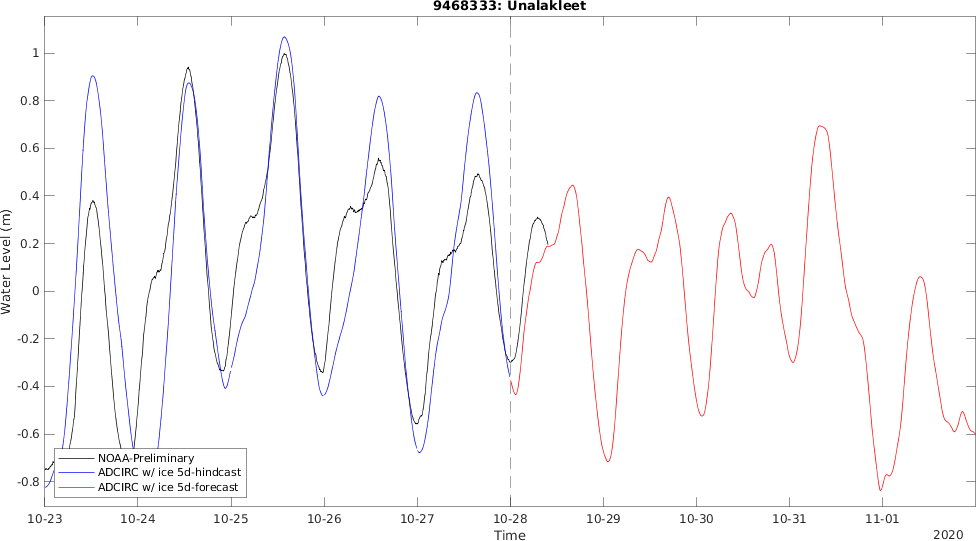 9468333: Unalakleet
Water Level (m)
1
0.8
0.6
0.4
0.2
0
-0.2
-0.4
-0.6
-0.8
NOAA-Preliminary
ADCIRC w/ ice 5d-hindcast
ADCIRC w/ ice 5d-forecast
10-23 10-24 10-25 10-26 10-27 10-28 10-29 10-30 10-31 11-01
Time
2020